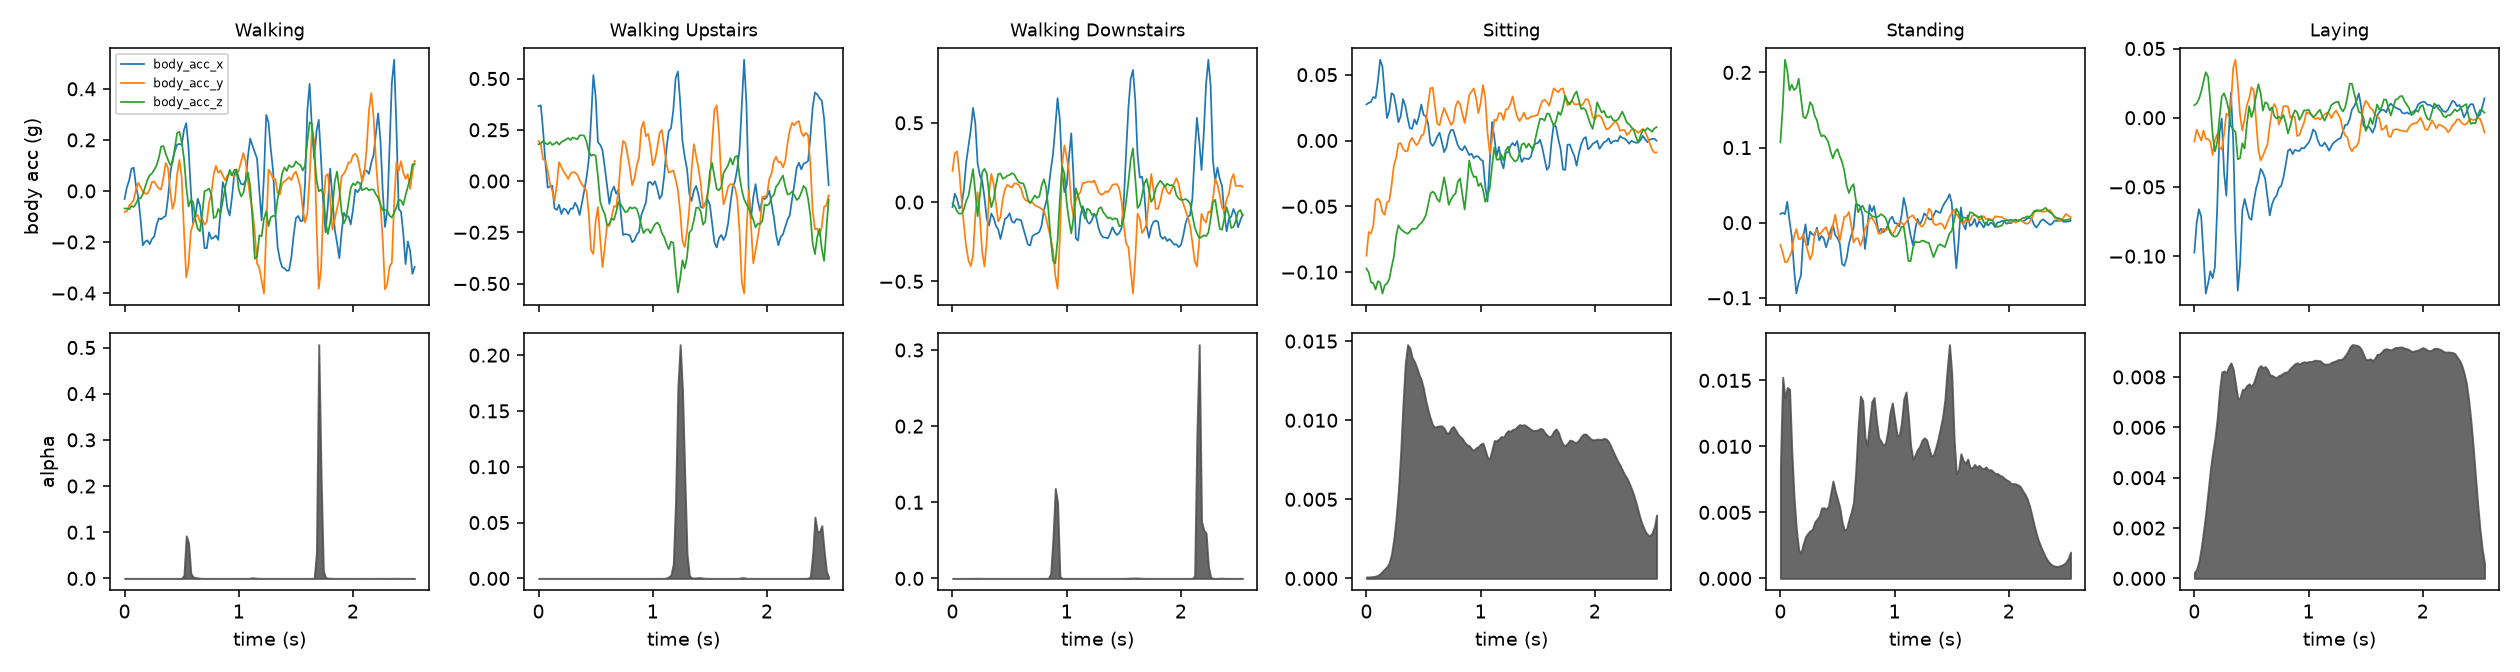 Walking
Walking Upstairs
Walking Downstairs
Sitting
Standing
Laying
body_acc_x
body_acc_y
body_acc_z
body acc (g)
0.4
0.2
0.0
−0.2
−0.4
0.50
0.25
0.00
−0.25
−0.50
0.5
0.0
−0.5
0.05
0.00
−0.05
−0.10
0.2
0.1
0.0
−0.1
0.05
0.00
−0.05
−0.10
alpha
0.5
0.4
0.3
0.2
0.1
0.0
0.20
0.15
0.10
0.05
0.00
0.3
0.2
0.1
0.0
0.015
0.010
0.005
0.000
0.015
0.010
0.005
0.000
0.008
0.006
0.004
0.002
0.000
0 1 2
0 1 2
0 1 2
0 1 2
0 1 2
0 1 2
time (s)
time (s)
time (s)
time (s)
time (s)
time (s)